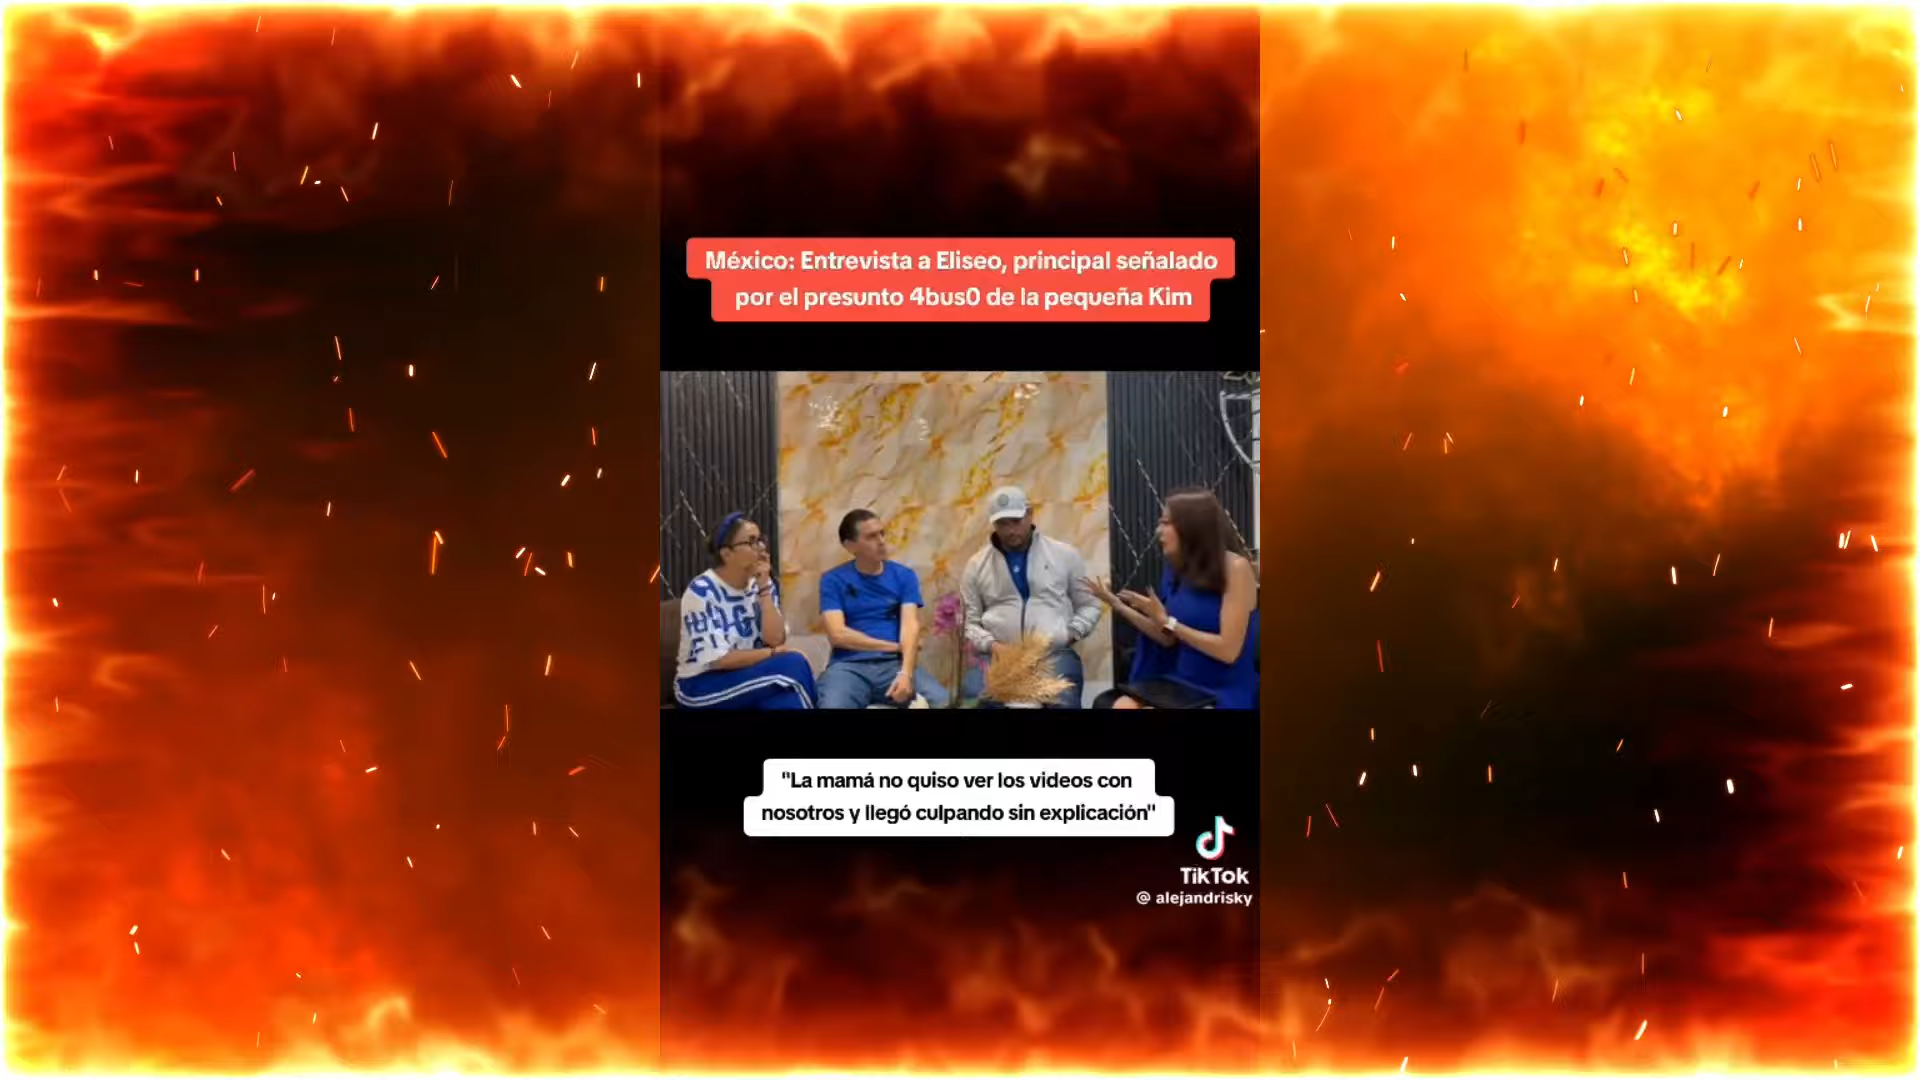 México: Entrevista a Eliseo, principal señalado
por el presunto 4bus0 de la pequeña Kim
"La mamá no quiso ver los videos con
nosotros y llegó culpando sin explicación"
TikTok
@ alejandrisky